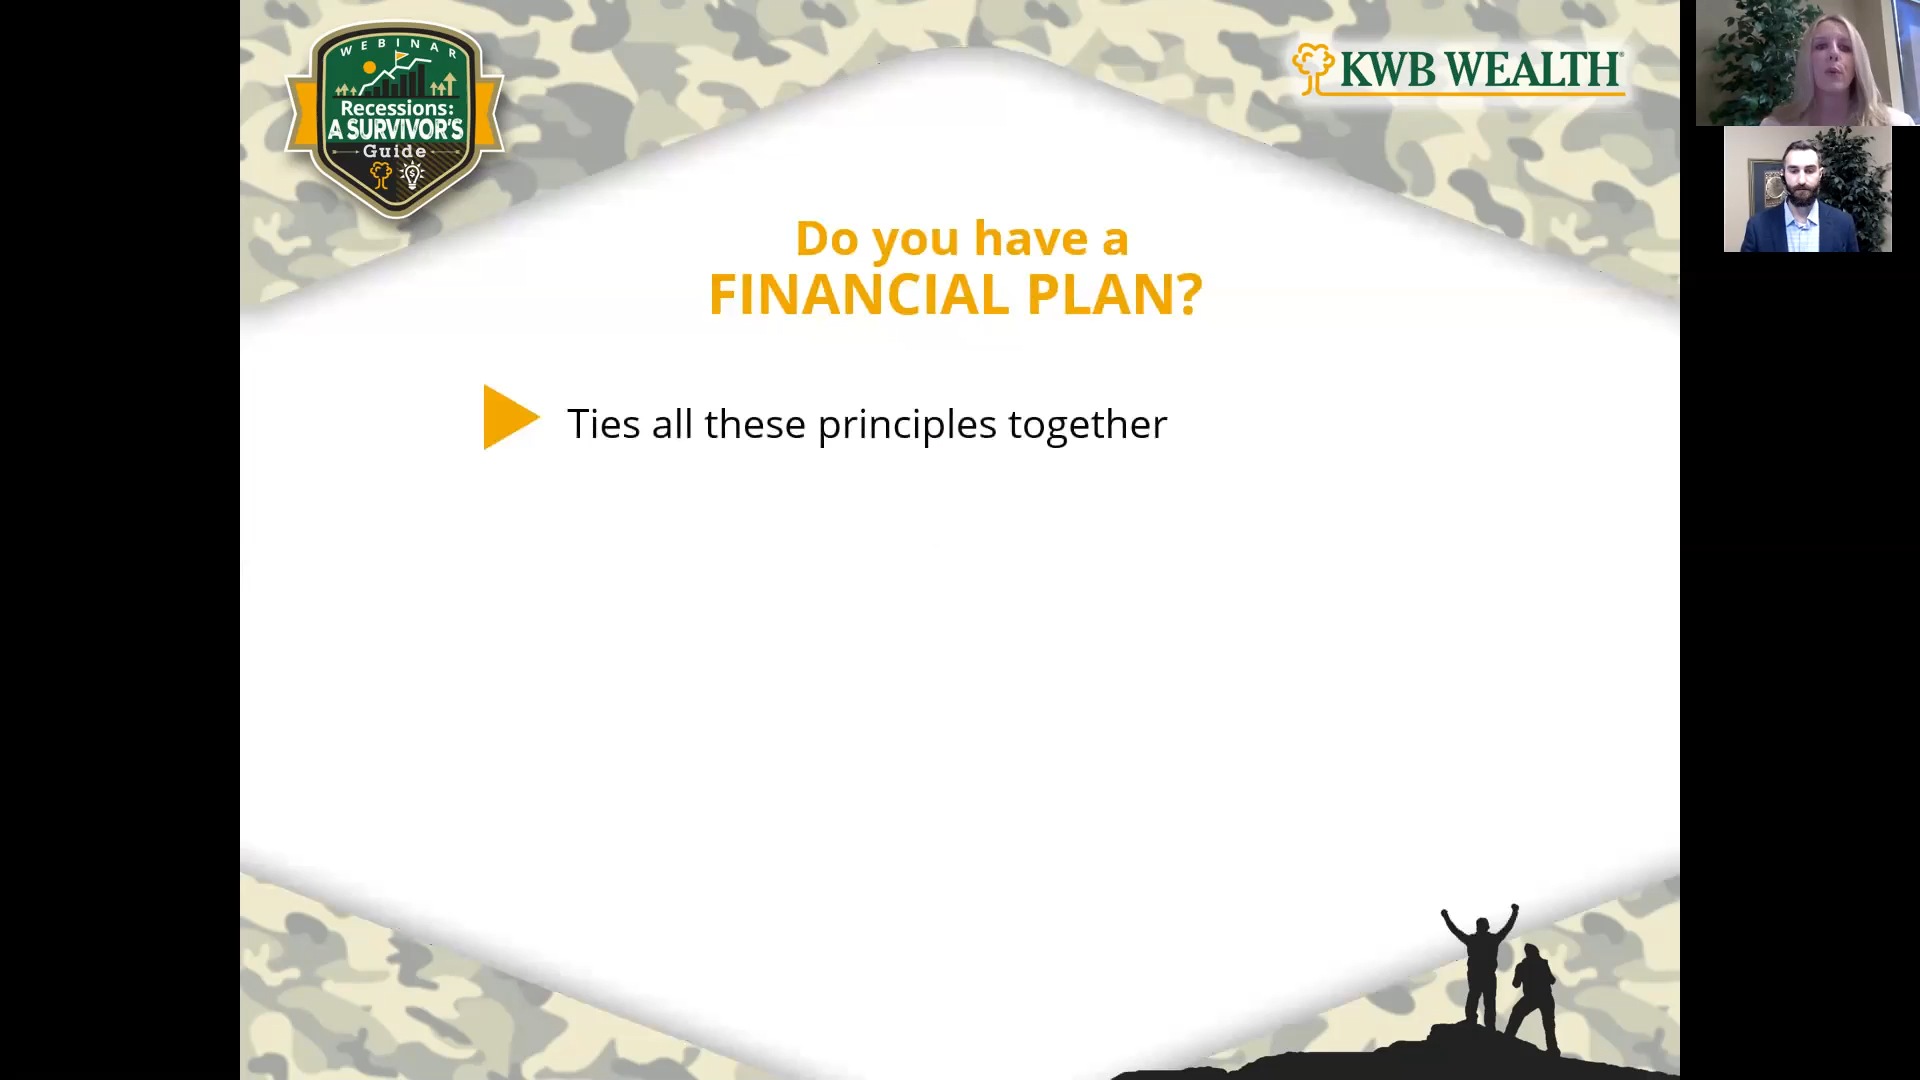 WEBINAR
Recessions:
A SURVIVOR'S
Guide
$
KWB WEALTH®
Do you have a
FINANCIAL PLAN?
Ties all these principles together